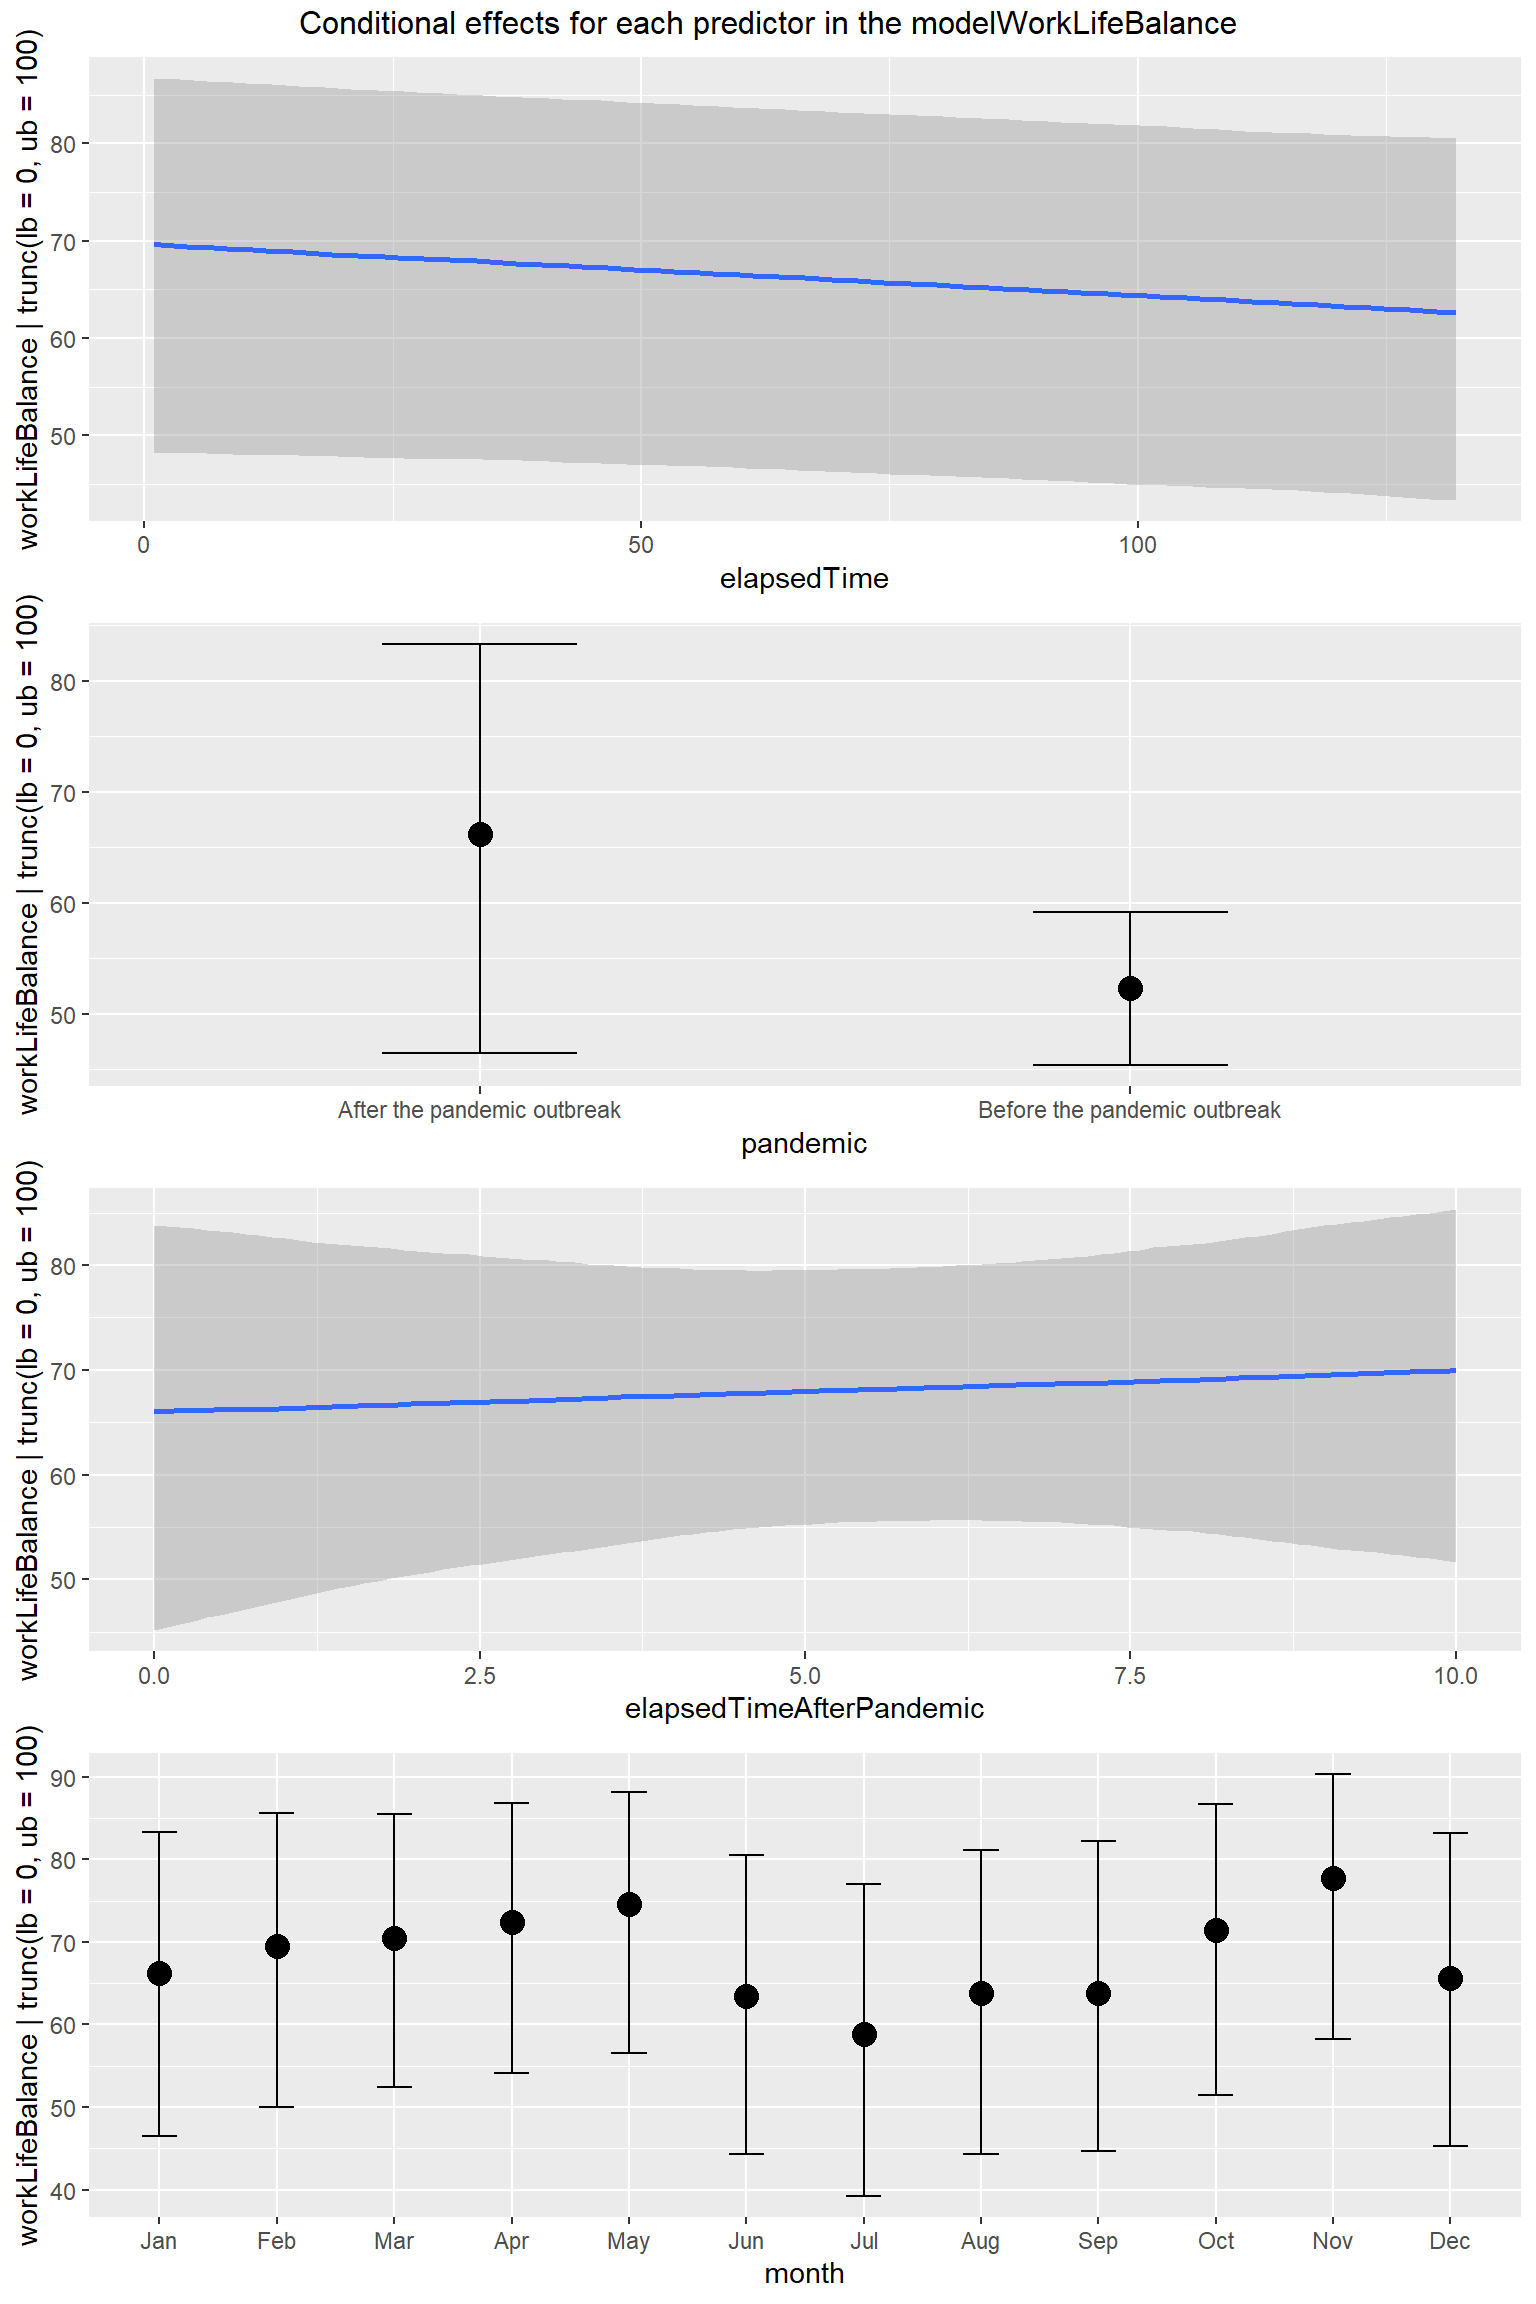 Conditional effects for each predictor in the modelWorkLifeBalance
workLifeBalance | trunc(lb = 0, ub = 100)
80
70
60
50
0 50 100
elapsedTime
workLifeBalance | trunc(lb = 0, ub = 100)
80
70
60
50
After the pandemic outbreak Before the pandemic outbreak
pandemic
workLifeBalance | trunc(lb = 0, ub = 100)
80
70
60
50
0.0 2.5 5.0 7.5 10.0
elapsedTimeAfterPandemic
workLifeBalance | trunc(lb = 0, ub = 100)
90
80
70
60
50
40
Jan Feb Mar Apr May Jun Jul Aug Sep Oct Nov Dec
month